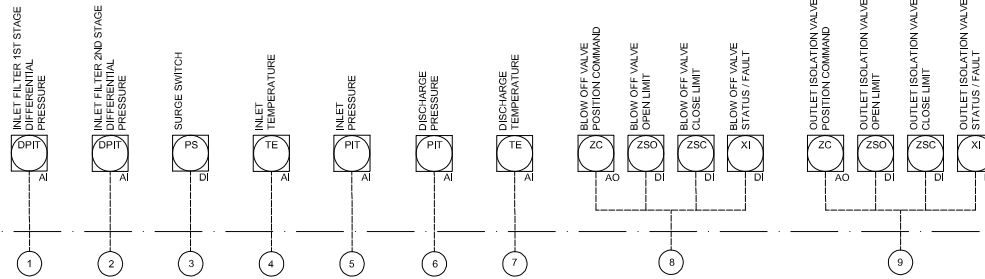 INLET FILTER 1ST STAGE
DIFFERENTIAL
PRESSURE
INLET FILTER 2ND STAGE
DIFFERENTIAL
PRESSURE
SURGE SWITCH
INLET
TEMPERATURE
INLET
PRESSURE
DISCHARGE
PRESSURE
DISCHARGE
TEMPERATURE
BLOW OFF VALVE
POSITION COMMAND
BLOW OFF VALVE
OPEN LIMIT
BLOW OFF VALVE
CLOSE LIMIT
BLOW OFF VALVE
STATUS / FAULT
OUTLET ISOLATION VALVE
POSITION COMMAND
OUTLET ISOLATION VALVE
OPEN LIMIT
OUTLET ISOLATION VALVE
CLOSE LIMIT
OUTLET ISOLATION VALVE
STATUS / FAULT
DPIT DPIT PS TE PIT PIT TE ZC ZSO ZSC XI ZC ZSO ZSC XI
AI AI DI AI AI AI AI AO DI DI DI AO DI DI
1 2 3 4 5 6 7 8 9